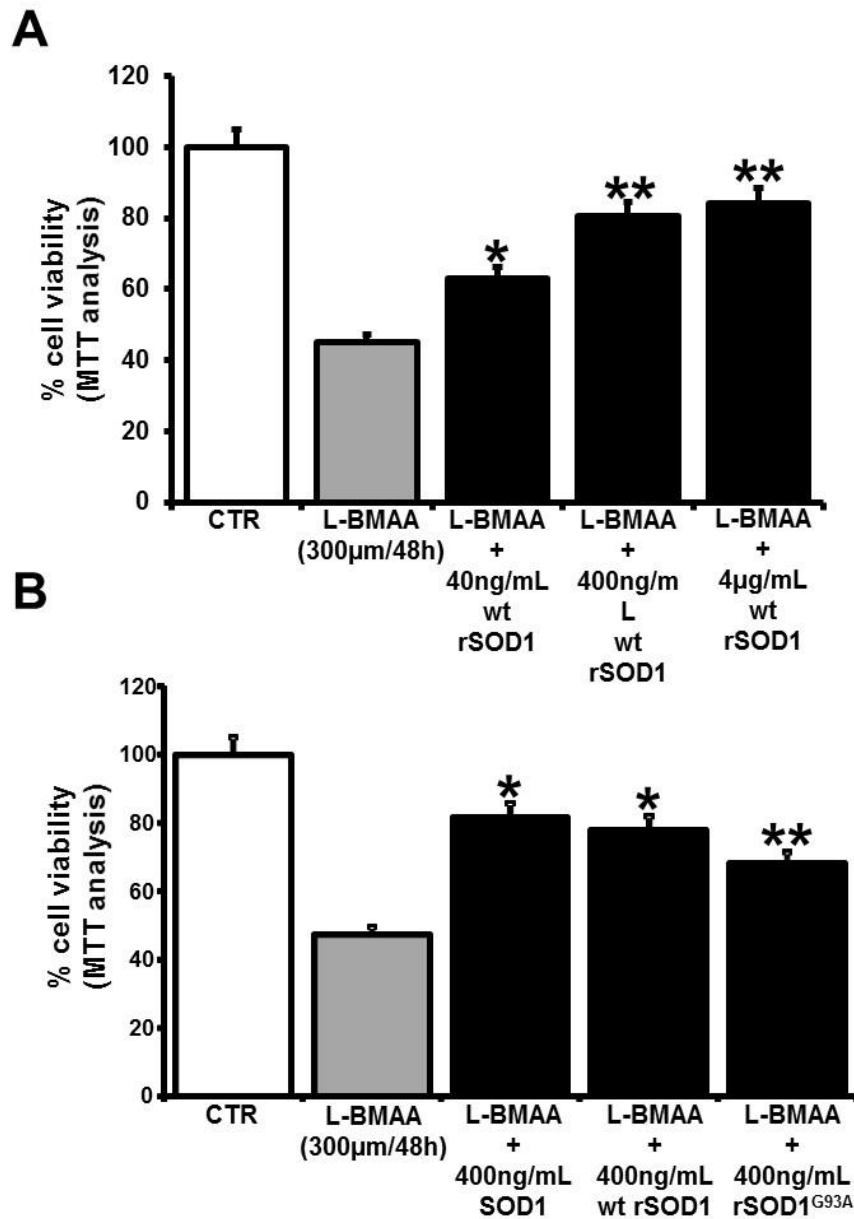 A
120
100
80
60
40
20
0
% cell viability
(MTT analysis)
*
**
**
CTR
L-BMAA
(300µm/48h)
L-BMAA
+
40ng/mL
wt
rSOD1
L-BMAA
+
400ng/m
L
wt
rSOD1
L-BMAA
+
4µg/mL
wt
rSOD1
B
120
100
80
60
40
20
0
% cell viability
(MTT analysis)
*
*
**
CTR
L-BMAA
(300µm/48h)
L-BMAA
+
400ng/mL
SOD1
L-BMAA
+
400ng/mL
wt rSOD1
L-BMAA
+
400ng/mL
rSOD1G93A